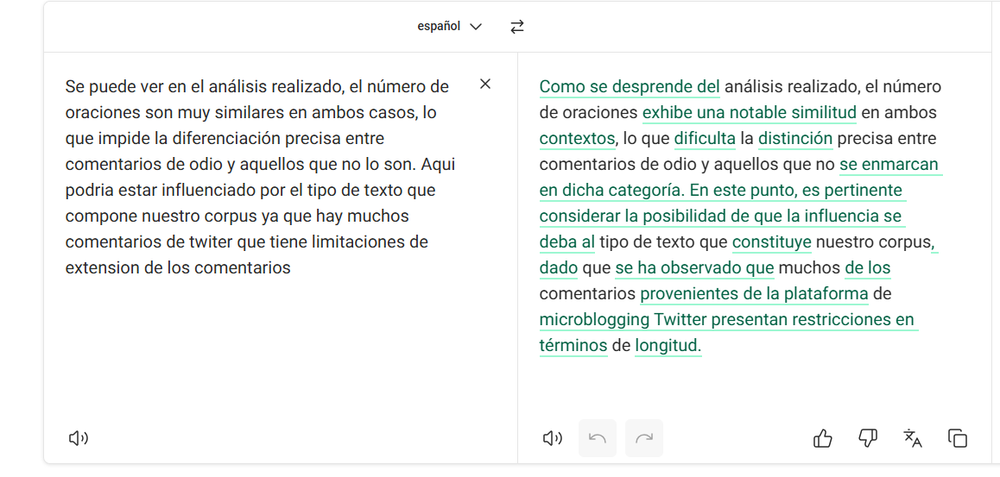 español
Se puede ver en el análisis realizado, el número de
oraciones son muy similares en ambos casos, lo
que impide la diferenciación precisa entre
comentarios de odio y aquellos que no lo son. Aqui
podria estar influenciado por el tipo de texto que
compone nuestro corpus ya que hay muchos
comentarios de twiter que tiene limitaciones de
extension de los comentarios
Como se desprende del análisis realizado, el número
de oraciones exhibe una notable similitud en ambos
contextos, lo que dificulta la distinción precisa entre
comentarios de odio y aquellos que no se enmarcan
en dicha categoría. En este punto, es pertinente
considerar la posibilidad de que la influencia se
deba al tipo de texto que constituye nuestro corpus,
dado que se ha observado que muchos de los
comentarios provenientes de la plataforma de
microblogging Twitter presentan restricciones en
términos de longitud.